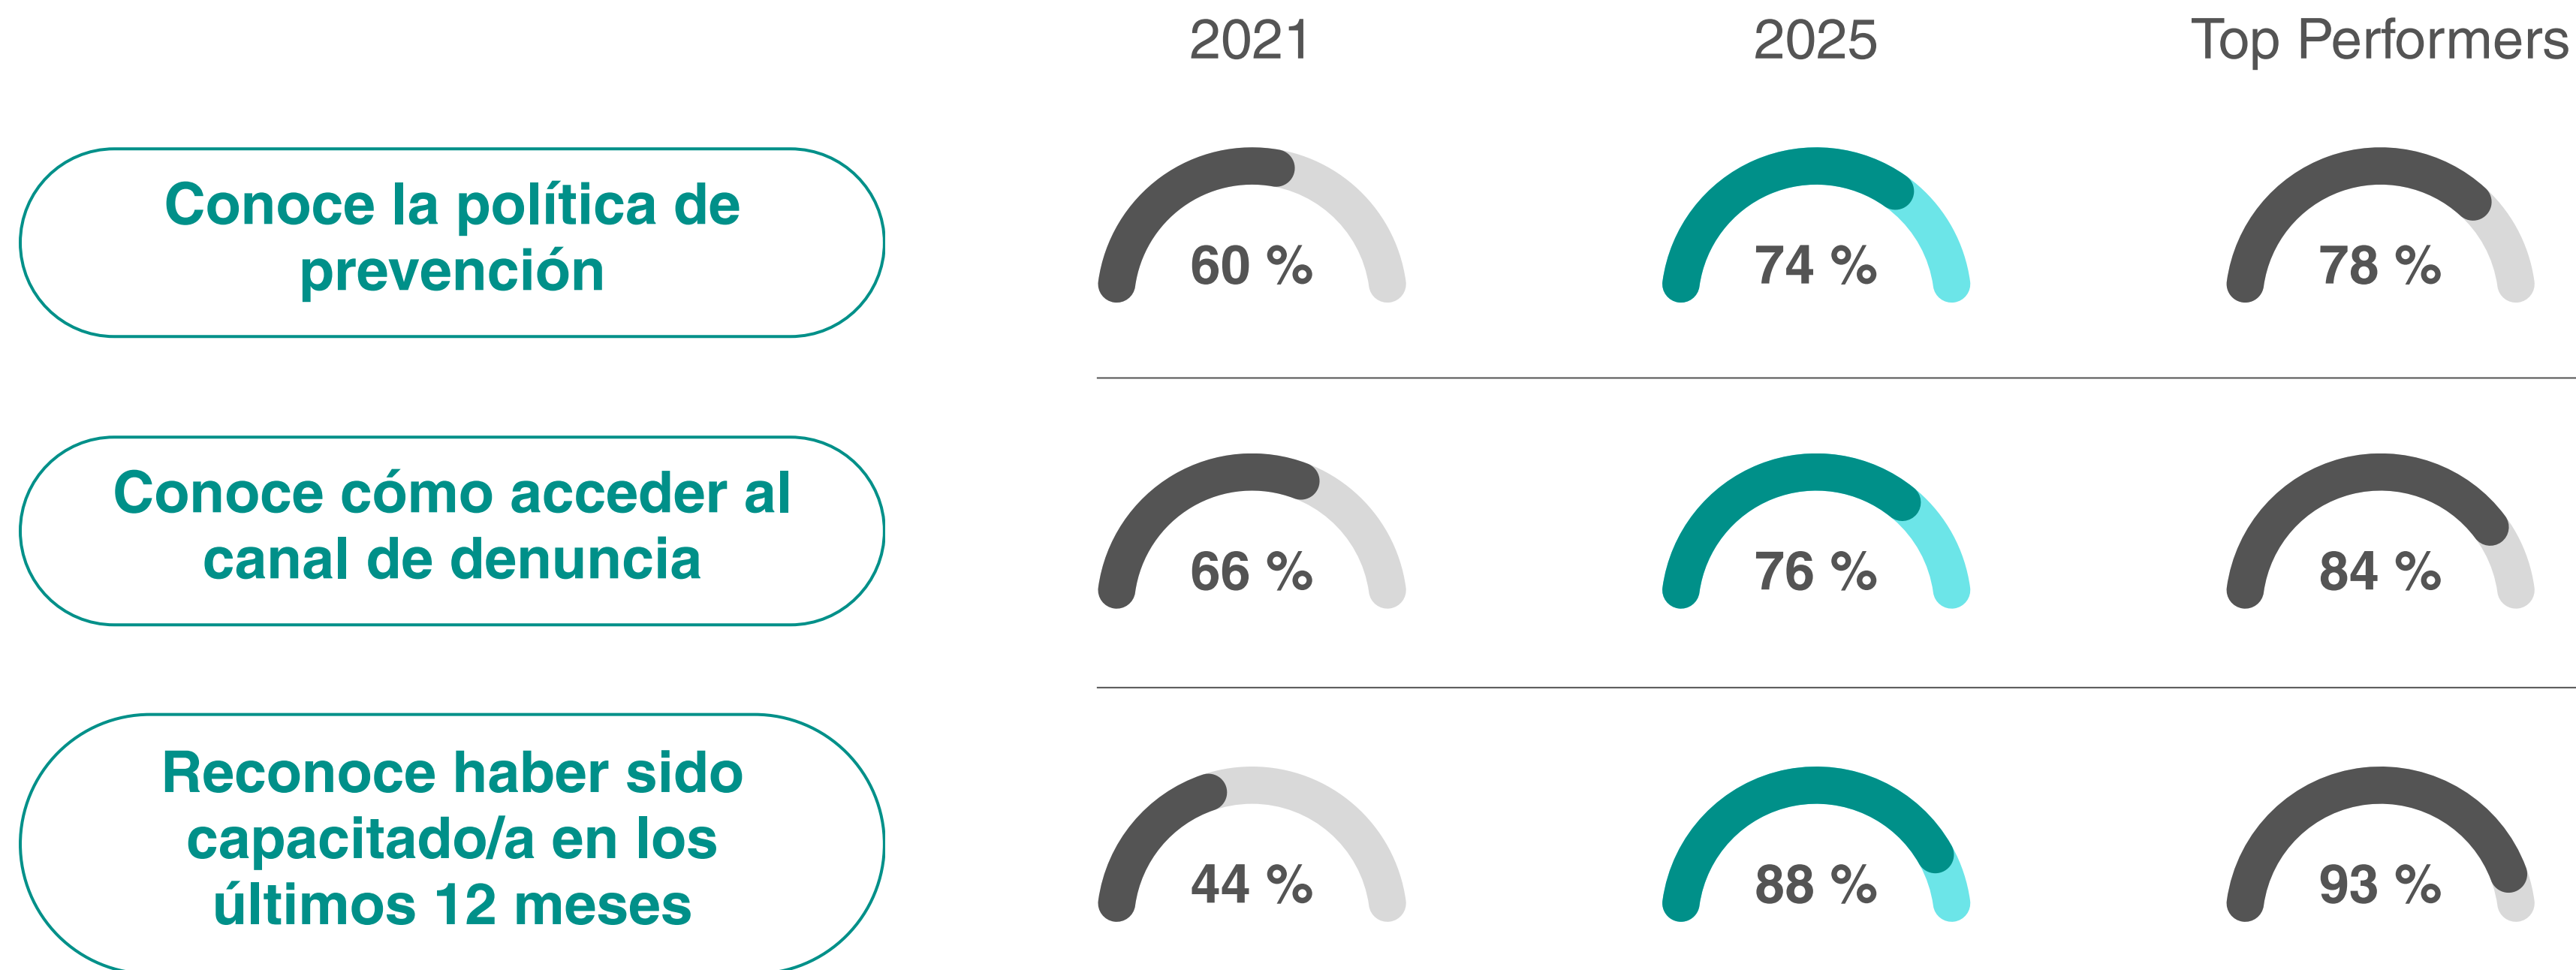 2021 2025 Top Performers
Conoce la política de
prevención
60 % 74 % 78 %
Conoce cómo acceder al
canal de denuncia
66 % 76 % 84 %
Reconoce haber sido
capacitado/a en los
últimos 12 meses
44 % 88 % 93 %